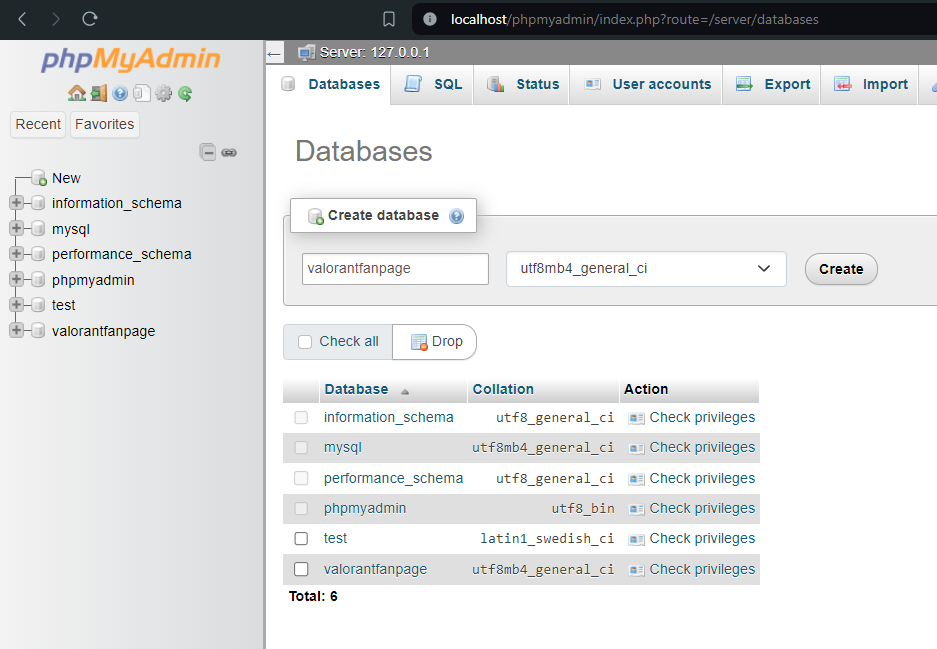 localhost/phpmyadmin/index.php?route=/server/databases
phpMyAdmin
Recent Favorites
New
information_schema
mysql
performance_schema
phpmyadmin
test
valorantfanpage
Server: 127.0.0.1
Databases SQL Status User accounts Export Import
Databases
Create database
valorantfanpage utf8mb4_general_ci Create
Check all Drop
Database Collation Action
information_schema utf8_general_ci Check privileges
mysql utf8mb4_general_ci Check privileges
performance_schema utf8_general_ci Check privileges
phpmyadmin utf8_bin Check privileges
test latin1_swedish_ci Check privileges
valorantfanpage utf8mb4_general_ci Check privileges
Total: 6